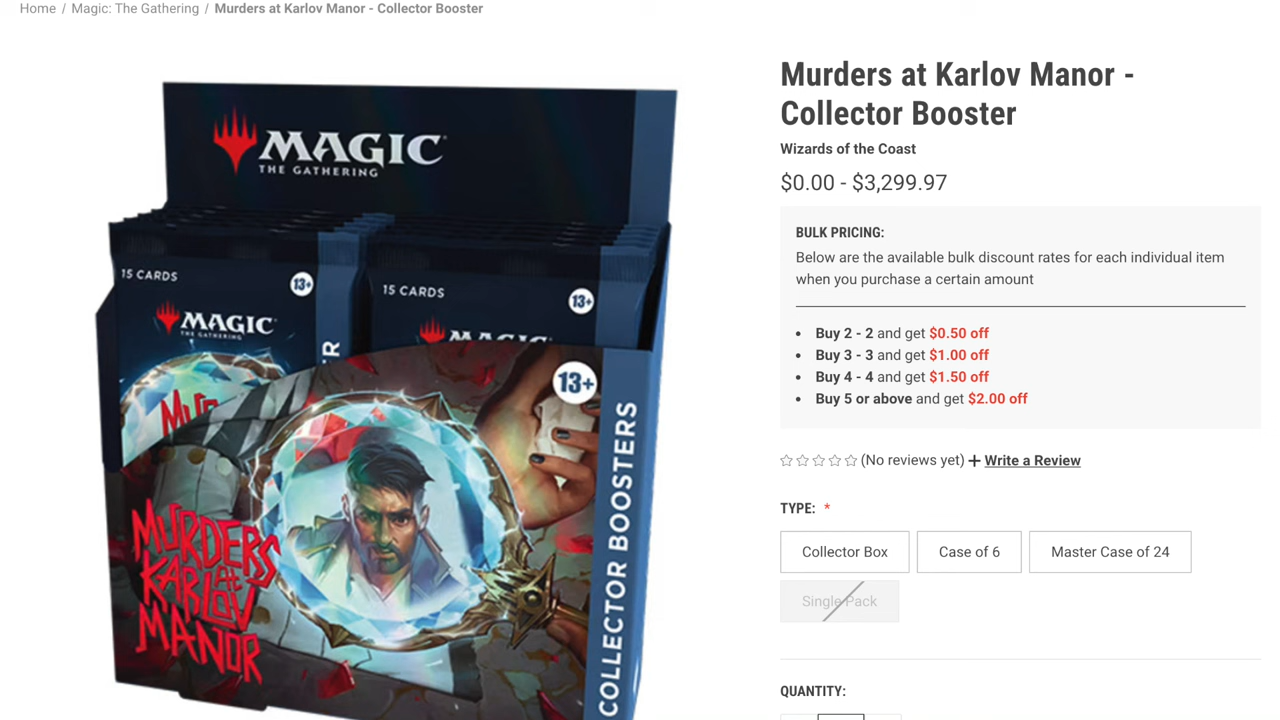 Home / Magic: The Gathering / Murders at Karlov Manor - Collector Booster
MAGIC
THE GATHERING
15 CARDS
13+
MAGIC
THE GATHERING
15 CARDS
13+
MAGIC
13+
MURDERS
AT
KARLOV
MANOR
COLLECTOR BOOSTERS
Murders at Karlov Manor -
Collector Booster
Wizards of the Coast
$0.00 - $3,299.97
BULK PRICING:
Below are the available bulk discount rates for each individual item
when you purchase a certain amount
• Buy 2 - 2 and get $0.50 off
• Buy 3 - 3 and get $1.00 off
• Buy 4 - 4 and get $1.50 off
• Buy 5 or above and get $2.00 off
(No reviews yet) + Write a Review
TYPE: *
Collector Box
Case of 6
Master Case of 24
Single Pack
QUANTITY: